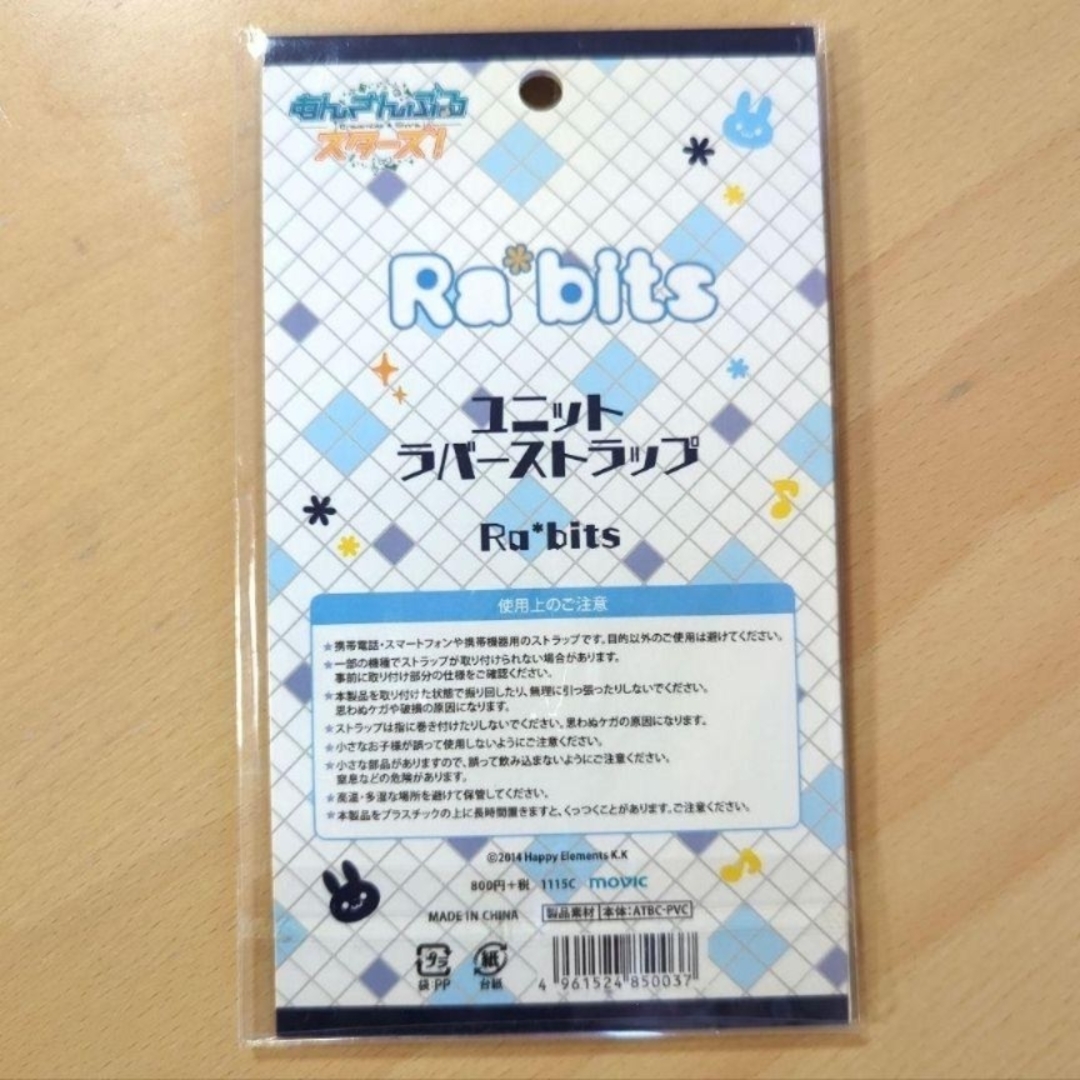 あんさんぶる
スターズ!
Ra*bits
ユニット
ラバーストラップ
Ra*bits
使用上のご注意
★携帯電話・スマートフォンや携帯機器用のストラップです。目的以外のご使用は避けてください。
★一部の機種でストラップが取り付けられない場合があります。
事前に取り付け部分の仕様をご確認ください。
★本製品を取り付けた状態で振り回したり、無理に引っ張ったりしないでください。
思わぬケガや破損の原因になります。
★ストラップは指に巻き付けたりしないでください。思わぬケガの原因になります。
★小さなお子様が誤って使用しないようにご注意ください。
★小さな部品がありますので、誤って飲み込まないようにご注意ください。
窒息などの危険があります。
★高温・多湿な場所を避けて保管してください。
★本製品をプラスチックの上に長時間置きますと、くっつくことがあります。ご注意ください。
©2014 Happy Elements K.K
800円+税 1115C movic
MADE IN CHINA 製品素材 本体:ATBC-PVC
プラ 紙
袋:PP 台紙
4 961524 850037